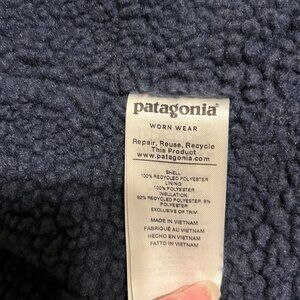 patagonia®
WORN WEAR
Repair, Reuse, Recycle
This Product
www.patagonia.com
SHELL
100% RECYCLED POLYESTER
LINING
100% POLYESTER
INSULATION
92% RECYCLED POLYESTER, 8%
POLYESTER
EXCLUSIVE OF TRIM
MADE IN VIETNAM
FABRIQUÉ AU VIETNAM
HECHO EN VIETNAM
FATTO IN VIETNAM